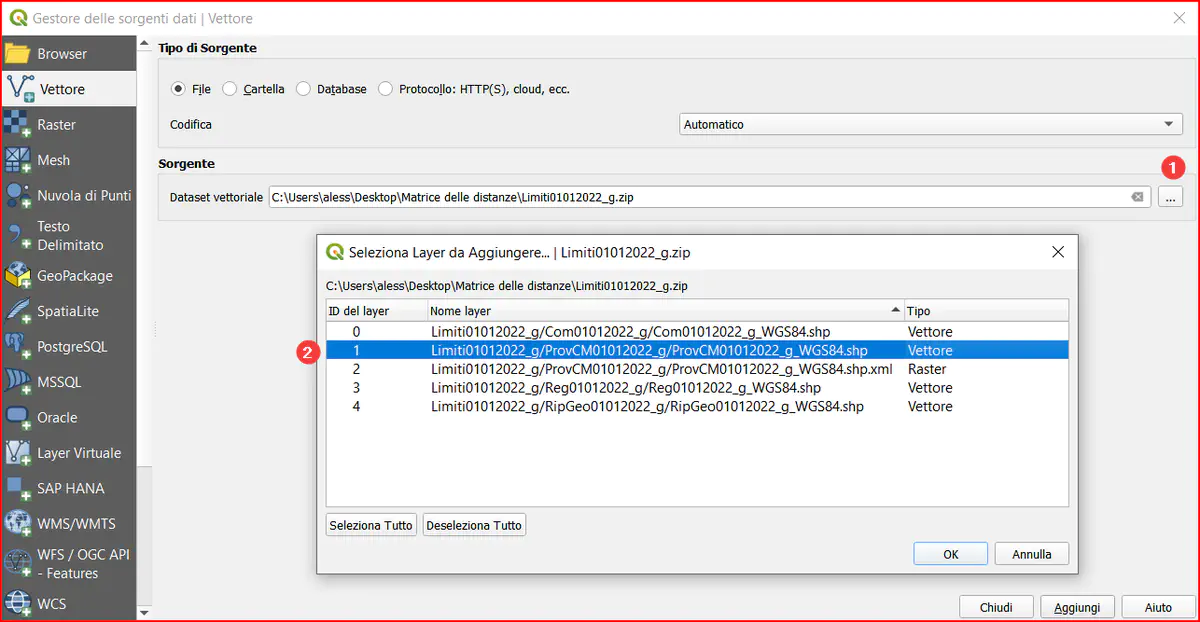 Gestore delle sorgenti dati | Vettore
Browser
Vettore
Raster
Mesh
Nuvola di Punti
Testo
Delimitato
GeoPackage
SpatiaLite
PostgreSQL
MSSQL
Oracle
Layer Virtuale
SAP HANA
WMS/WMTS
WFS / OGC API
- Features
WCS
Tipo di Sorgente
File Cartella Database Protocollo: HTTP(S), cloud, ecc.
Codifica Automatico
Sorgente
1
Dataset vettoriale C:\Users\aless\Desktop\Matrice delle distanze\Limiti01012022_g.zip ...
Seleziona Layer da Aggiungere... | Limiti01012022_g.zip
C:\Users\aless\Desktop\Matrice delle distanze\Limiti01012022_g.zip
ID del layer Nome layer Tipo
0 Limiti01012022_g/Com01012022_g/Com01012022_g_WGS84.shp Vettore
2 1 Limiti01012022_g/ProvCM01012022_g/ProvCM01012022_g_WGS84.shp Vettore
2 Limiti01012022_g/ProvCM01012022_g/ProvCM01012022_g_WGS84.shp.xml Raster
3 Limiti01012022_g/Reg01012022_g/Reg01012022_g_WGS84.shp Vettore
4 Limiti01012022_g/RipGeo01012022_g/RipGeo01012022_g_WGS84.shp Vettore
Seleziona Tutto Deseleziona Tutto
OK Annulla
Chiudi Aggiungi Aiuto